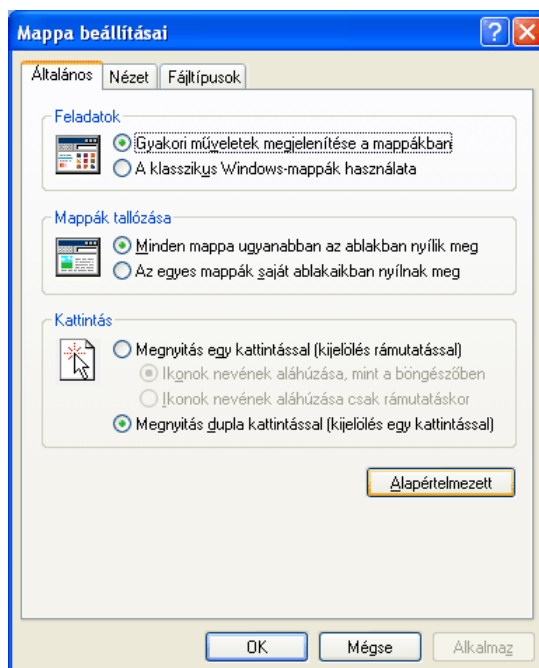 Mappa beállításai
Általános Nézet Fájltípusok
Feladatok
Gyakori műveletek megjelenítése a mappákban
A klasszikus Windows-mappák használata
Mappák tallózása
Minden mappa ugyanabban az ablakban nyílik meg
Az egyes mappák saját ablakaikban nyílnak meg
Kattintás
Megnyitás egy kattintással (kijelölés rámutatással)
Ikonok nevének aláhúzása, mint a böngészőben
Ikonok nevének aláhúzása csak rámutatáskor
Megnyitás dupla kattintással (kijelölés egy kattintással)
Alapértelmezett
OK Mégse Alkalmaz